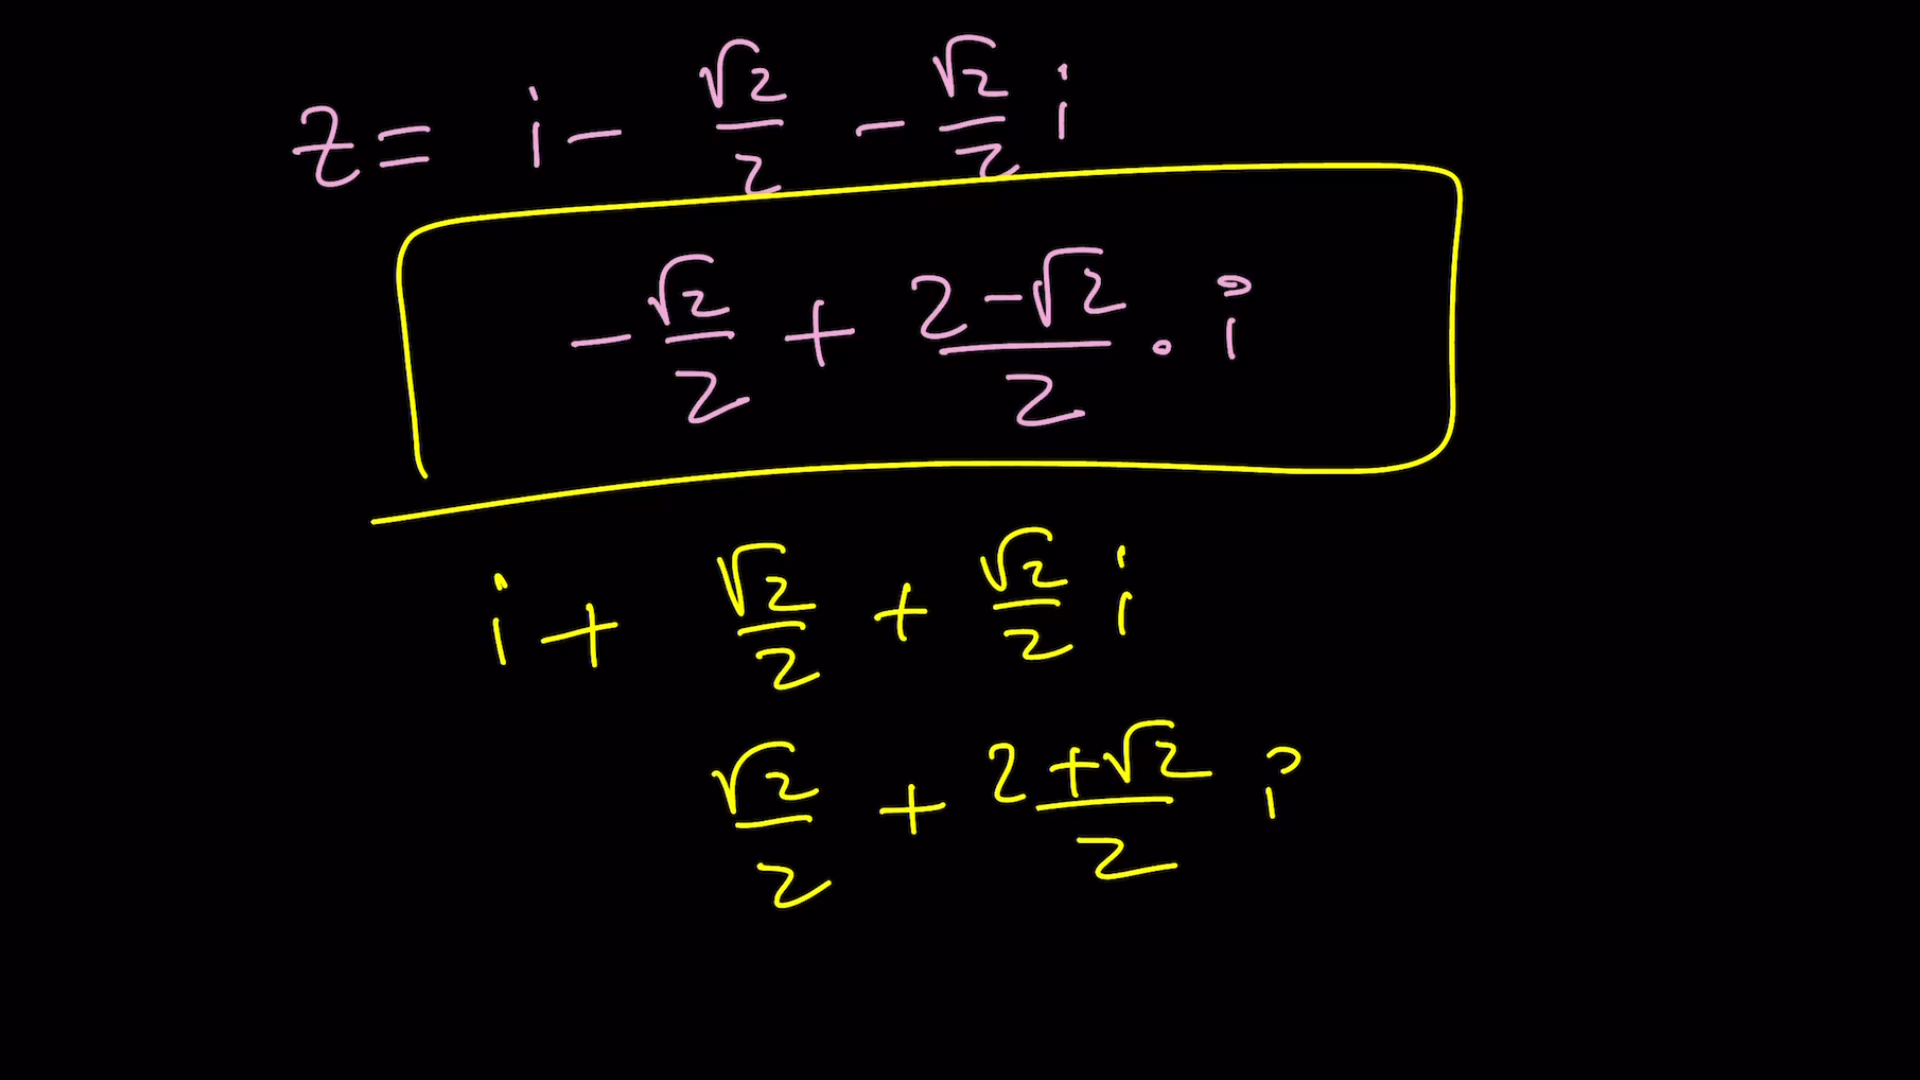 z = i - √2/2 - √2/2 i
- √2/2 + 2-√2/2 · i
i + √2/2 + √2/2 i
√2/2 + 2+√2/2 i